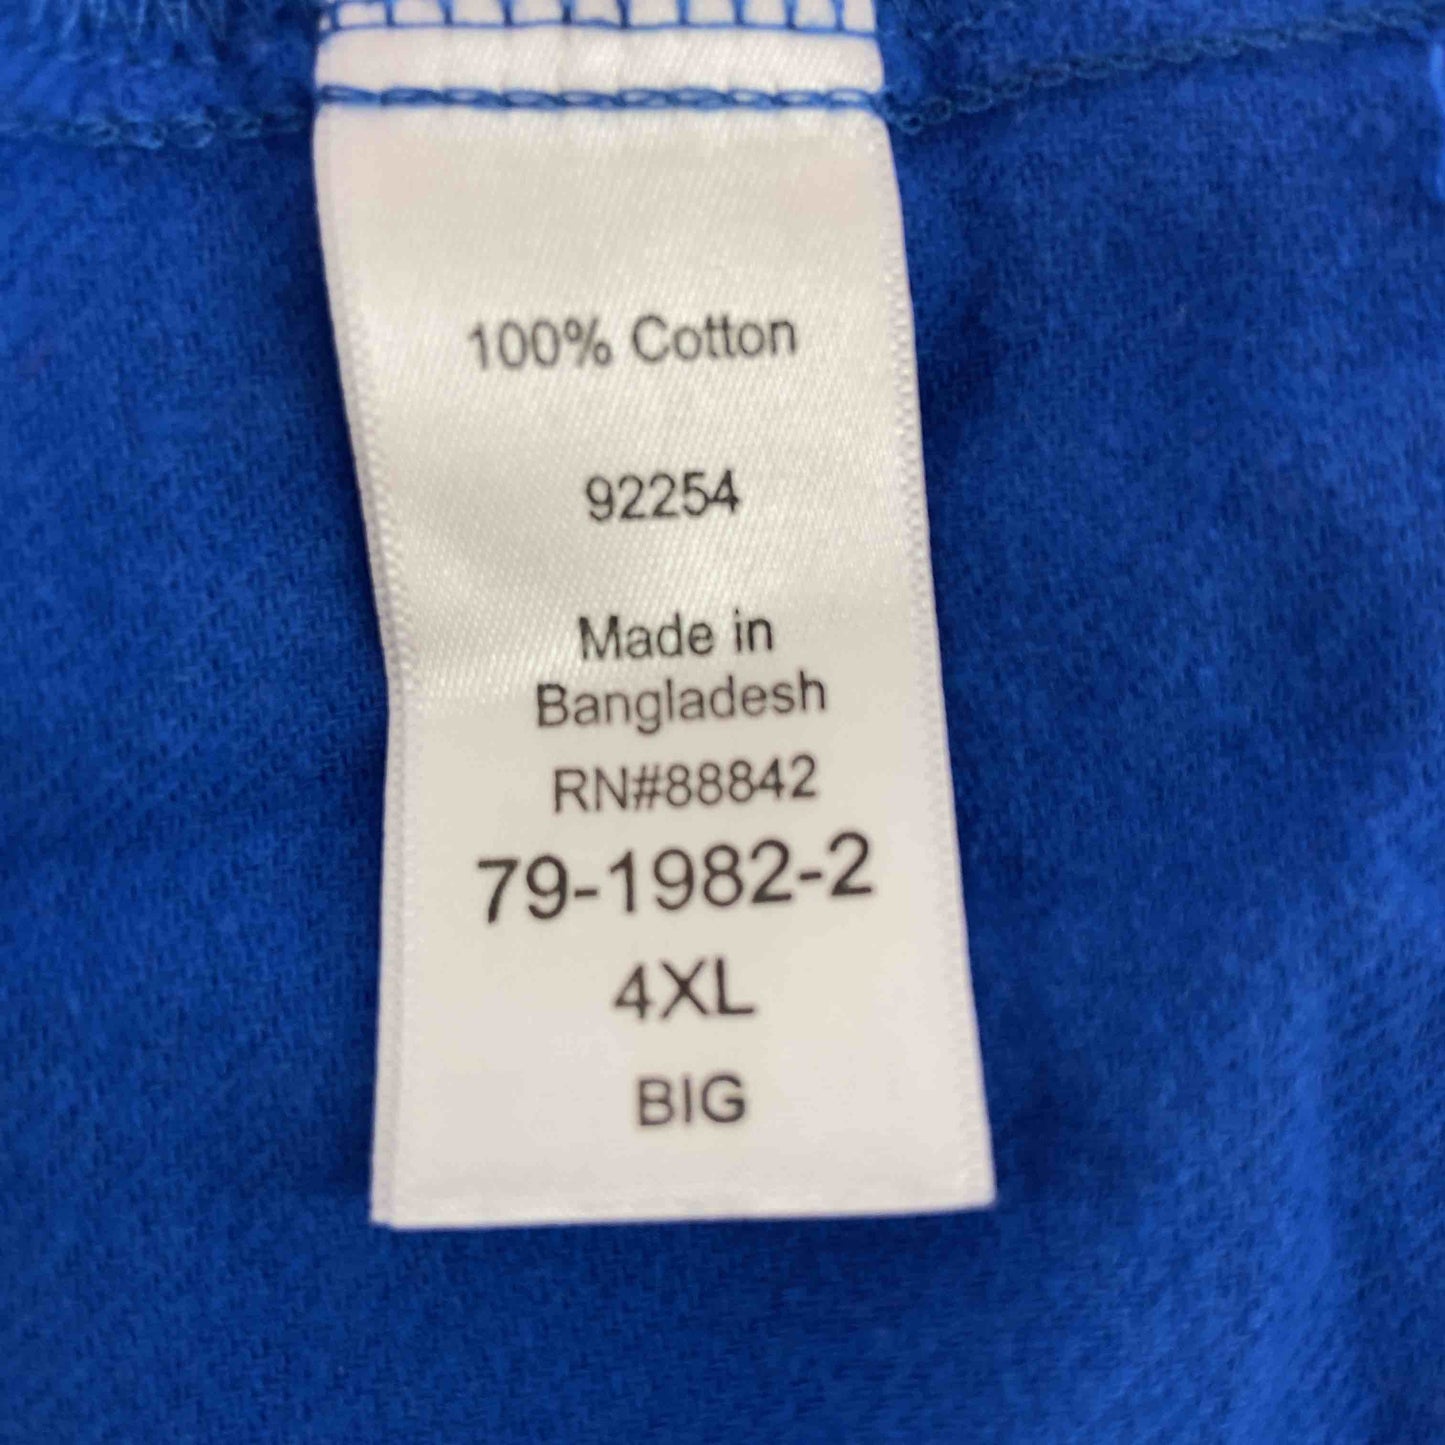 100% Cotton
92254
Made in
Bangladesh
RN#88842
79-1982-2
4XL
BIG